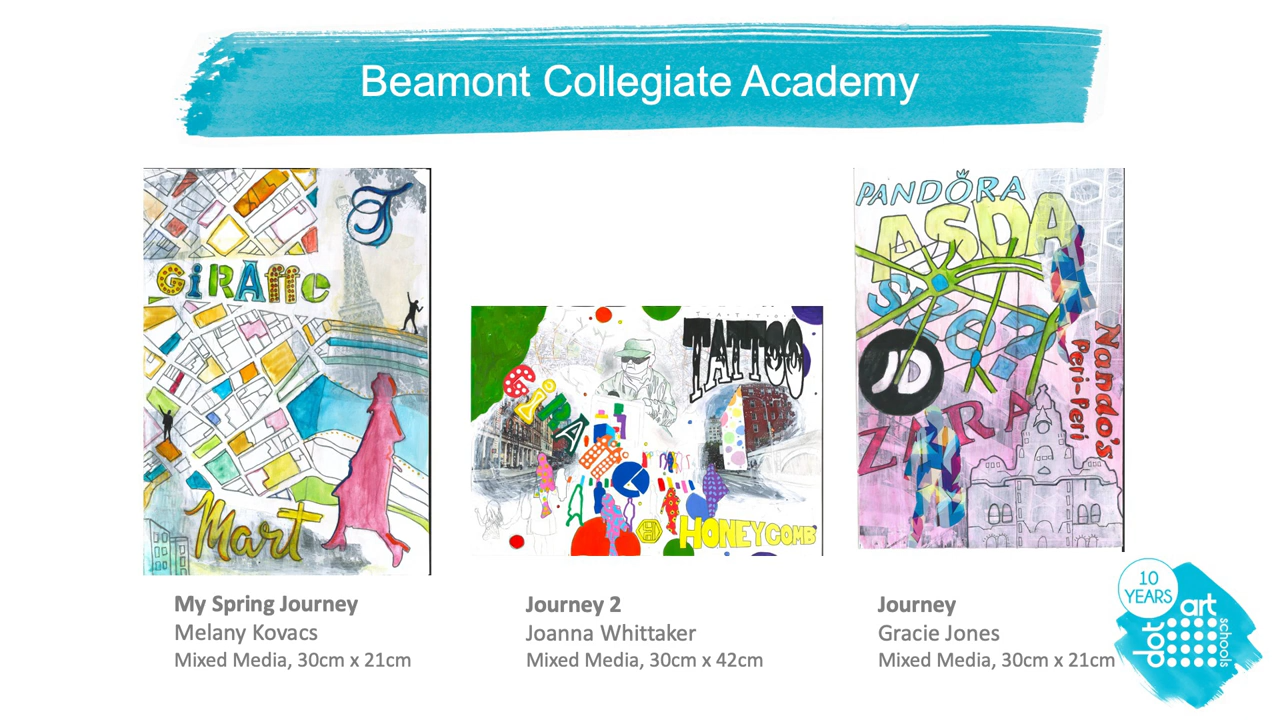 Beamont Collegiate Academy
T
GiRAffe
Mart
TATTOO
TATTOO
GiRA
HONEYCOMB
PANDORA
ASDA
JD
ZARA
Nando's
Peri-Peri
My Spring Journey
Melany Kovacs
Mixed Media, 30cm x 21cm
Journey 2
Joanna Whittaker
Mixed Media, 30cm x 42cm
Journey
Gracie Jones
Mixed Media, 30cm x 21cm
10
YEARS
dot
art
schools